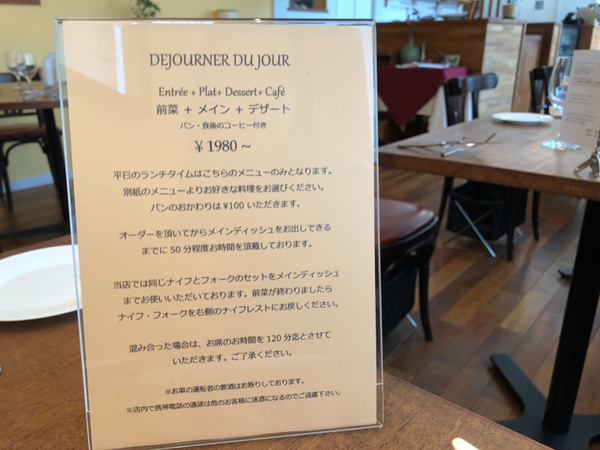 DEJOURNER DU JOUR
Entrée + Plat+ Dessert+ Café
前菜 + メイン + デザート
パン・食後のコーヒー付き
¥ 1980 ~
平日のランチタイムはこちらのメニューのみとなります。
別紙のメニューよりお好きな料理をお選びください。
パンのおかわりは ¥100 いただきます。
オーダーを頂いてからメインディッシュをお出しできる
までに 50 分程度お時間を頂戴しております。
当店では同じナイフとフォークのセットをメインディッシュ
までお使いいただいております。前菜が終わりましたら
ナイフ・フォークを右側のナイフレストにお戻しください。
混み合った場合は、お席のお時間を 120 分迄とさせて
いただきます。ご了承ください。
※お車の運転者の飲酒はお断りしております。
※店内で携帯電話の通話は他のお客様に迷惑になるのでご遠慮下さい。